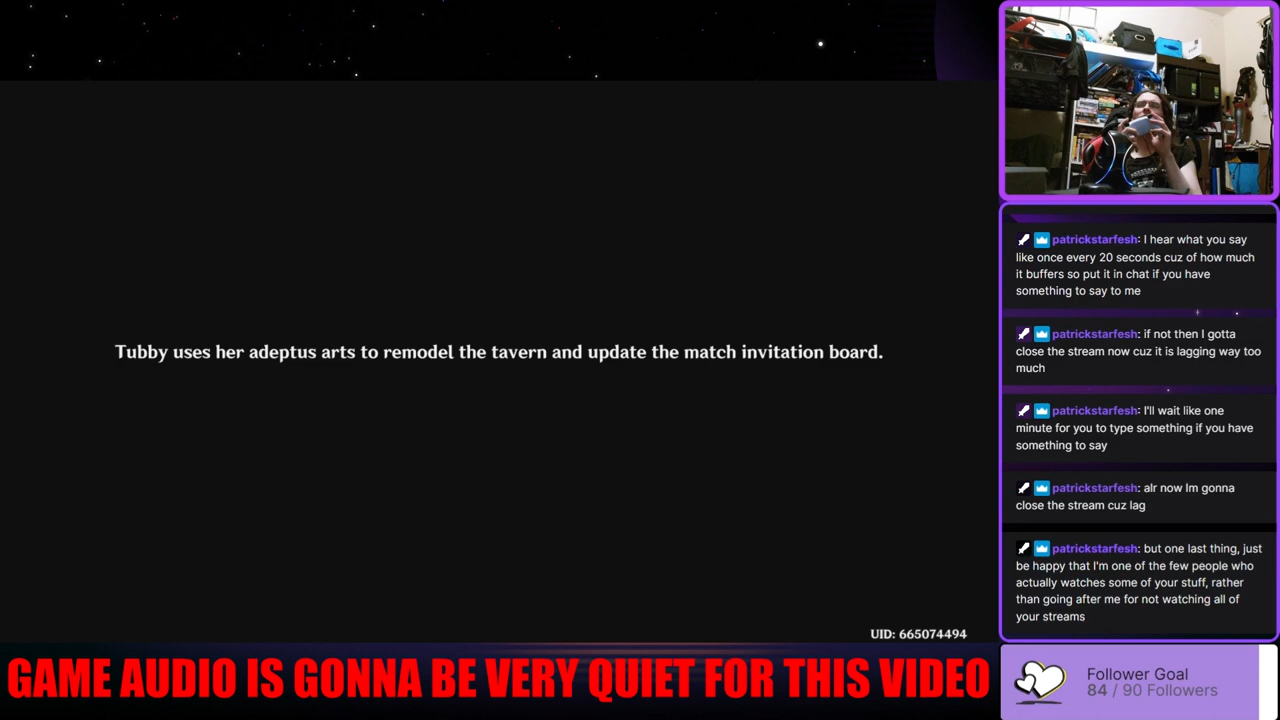 Tubby uses her adeptus arts to remodel the tavern and update the match invitation board.
UID: 665074494
GAME AUDIO IS GONNA BE VERY QUIET FOR THIS VIDEO
patrickstarfesh: I hear what you say
like once every 20 seconds cuz of how much
it buffers so put it in chat if you have
something to say to me
patrickstarfesh: if not then I gotta
close the stream now cuz it is lagging way too
much
patrickstarfesh: I'll wait like one
minute for you to type something if you have
something to say
patrickstarfesh: alr now Im gonna
close the stream cuz lag
patrickstarfesh: but one last thing, just
be happy that I'm one of the few people who
actually watches some of your stuff, rather
than going after me for not watching all of
your streams
Follower Goal
84 / 90 Followers